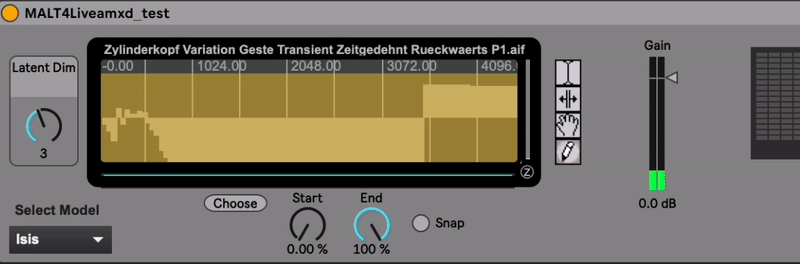 MALT4Liveamxd_test
Latent Dim
3
Zylinderkopf Variation Geste Transient Zeitgedehnt Rueckwaerts P1.aif
-0.00 1024.00 2048.00 3072.00 4096.
Z
Gain
0.0 dB
Select Model
Isis
Choose
Start
0.00 %
End
100 %
Snap